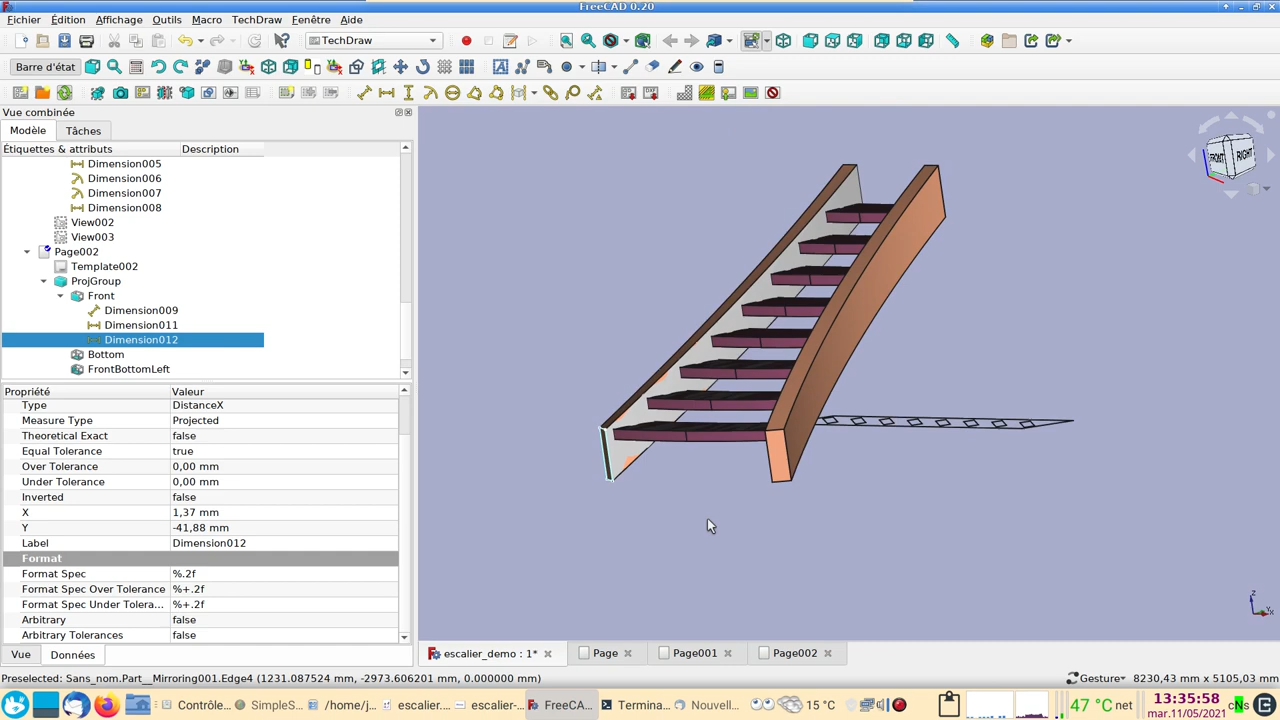 FreeCAD 0.20
Fichier Édition Affichage Outils Macro TechDraw Fenêtre Aide
TechDraw
Barre d'état
Vue combinée
Modèle Tâches
Étiquettes & attributs Description
Dimension005
Dimension006
Dimension007
Dimension008
View002
View003
Page002
Template002
ProjGroup
Front
Dimension009
Dimension011
Dimension012
Bottom
FrontBottomLeft
Propriété Valeur
Type DistanceX
Measure Type Projected
Theoretical Exact false
Equal Tolerance true
Over Tolerance 0,00 mm
Under Tolerance 0,00 mm
Inverted false
X 1,37 mm
Y -41,88 mm
Label Dimension012
Format
Format Spec %.2f
Format Spec Over Tolerance %+.2f
Format Spec Under Tolera... %+.2f
Arbitrary false
Arbitrary Tolerances false
Vue Données
FRONT RIGHT
Z
escalier_demo : 1* Page Page001 Page002
Preselected: Sans_nom.Part__Mirroring001.Edge4 (1231.087524 mm, -2973.606201 mm, 0.000000 mm) Gesture 8230,43 mm x 5105,03 mm
Contrôle... SimpleS... /home/j... escalier.... escalier-... FreeCA... Termina... Nouvell... 15 °C 47 °C net 13:35:58
mar.11/05/2021